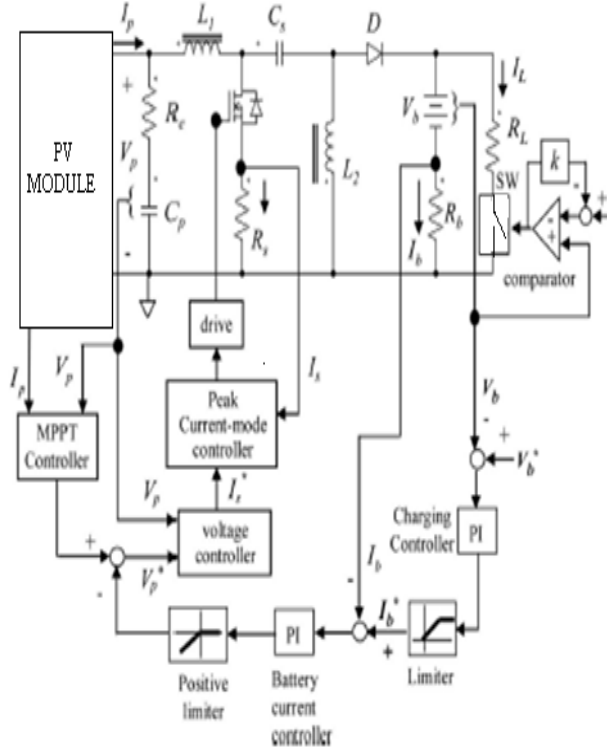 I_p
L_1
C_s
D
+
R_c
V_p
PV
MODULE
C_p
-
R_s
L_2
V_b
I_L
R_L
SW
k
-
+
-
+
comparator
R_b
I_b
drive
I_s
I_p
V_p
MPPT
Controller
Peak
Current-mode
controller
I_s*
V_b
-
+
V_b*
V_p
voltage
controller
+
-
V_p*
Charging
Controller
PI
I_b
-
I_b*
+
PI
Positive
limiter
Battery
current
controller
Limiter